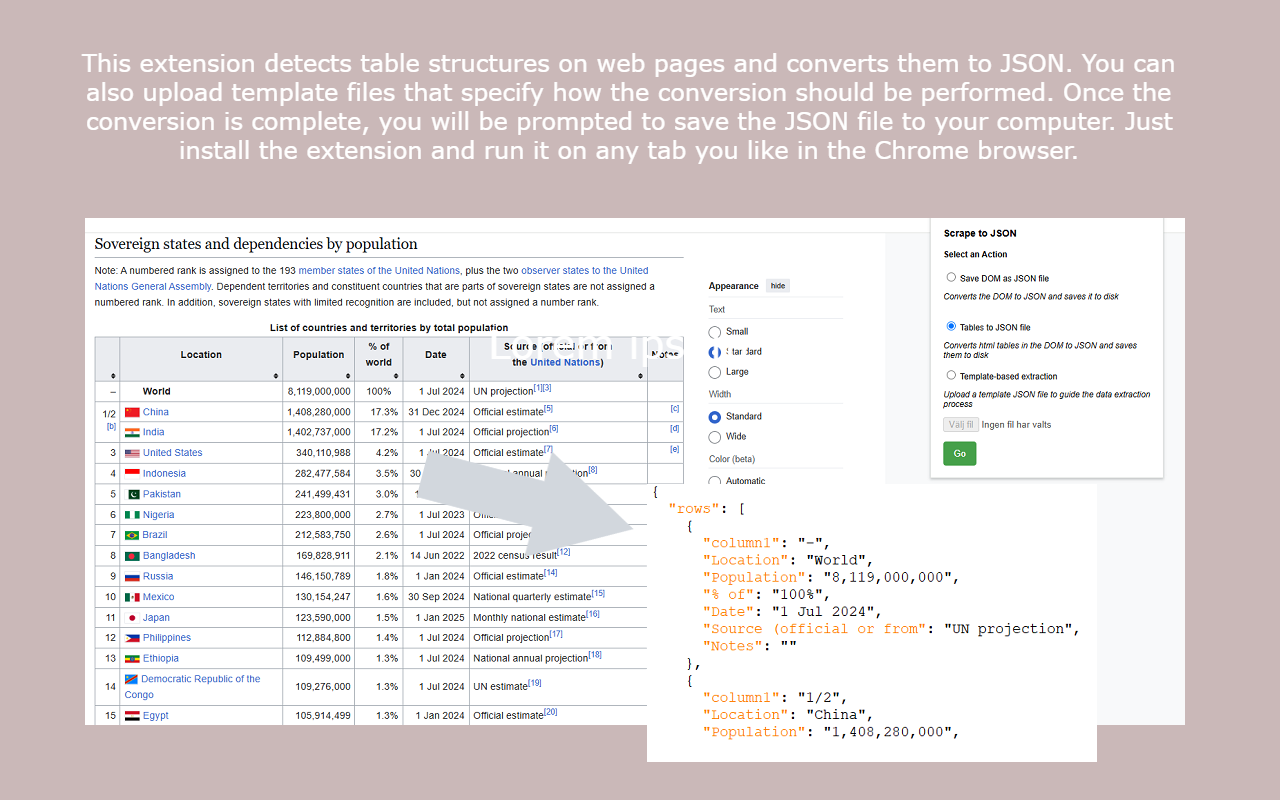 This extension detects table structures on web pages and converts them to JSON. You can
also upload template files that specify how the conversion should be performed. Once the
conversion is complete, you will be prompted to save the JSON file to your computer. Just
install the extension and run it on any tab you like in the Chrome browser.
Sovereign states and dependencies by population
Note: A numbered rank is assigned to the 193 member states of the United Nations, plus the two observer states to the United
Nations General Assembly. Dependent territories and constituent countries that are parts of sovereign states are not assigned a
numbered rank. In addition, sovereign states with limited recognition are included, but not assigned a number rank.
List of countries and territories by total population
Location Population % of world Date Source (official or from the United Nations) Notes
– World 8,119,000,000 100% 1 Jul 2024 UN projection[1][3]
1/2 [b] China 1,408,280,000 17.3% 31 Dec 2024 Official estimate[5] [c]
India 1,402,737,000 17.2% 1 Jul 2024 Official projection[6] [d]
3 United States 340,110,988 4.2% 1 Jul 2024 Official estimate[7] [e]
4 Indonesia 282,477,584 3.5% 30 annual [8]
5 Pakistan 241,499,431 3.0%
6 Nigeria 223,800,000 2.7% 1 Jul 2023
7 Brazil 212,583,750 2.6% 1 Jul 2024 Official
8 Bangladesh 169,828,911 2.1% 14 Jun 2022 2022 census result[12]
9 Russia 146,150,789 1.8% 1 Jan 2024 Official estimate[14]
10 Mexico 130,154,247 1.6% 30 Sep 2024 National quarterly estimate[15]
11 Japan 123,590,000 1.5% 1 Jan 2025 Monthly national estimate[16]
12 Philippines 112,884,800 1.4% 1 Jul 2024 Official projection[17]
13 Ethiopia 109,499,000 1.3% 1 Jul 2024 National annual projection[18]
14 Democratic Republic of the Congo 109,276,000 1.3% 1 Jul 2024 UN estimate[19]
15 Egypt 105,914,499 1.3% 1 Jan 2024 Official estimate[20]
Lorem
Appearance hide
Text
Small
Standard
Large
Width
Standard
Wide
Color (beta)
Automatic
Scrape to JSON
Select an Action
Save DOM as JSON file
Converts the DOM to JSON and saves it to disk
Tables to JSON file
Converts html tables in the DOM to JSON and saves
them to disk
Template-based extraction
Upload a template JSON file to guide the data extraction
process
Välj fil Ingen fil har valts
Go
{
"rows": [
{
"column1": "–",
"Location": "World",
"Population": "8,119,000,000",
"% of": "100%",
"Date": "1 Jul 2024",
"Source (official or from": "UN projection",
"Notes": ""
},
{
"column1": "1/2",
"Location": "China",
"Population": "1,408,280,000",